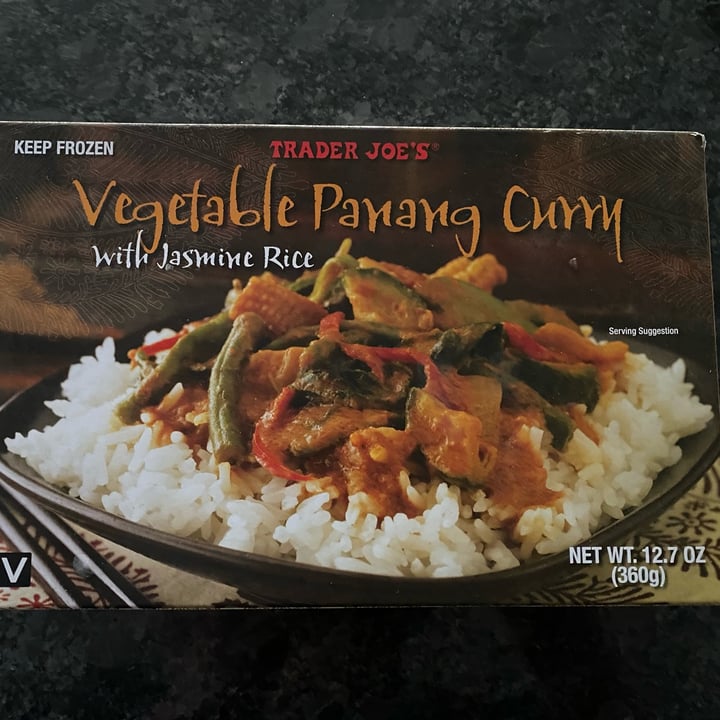 KEEP FROZEN
TRADER JOE'S®
Vegetable Panang Curry
with Jasmine Rice
Serving Suggestion
V
NET WT. 12.7 OZ
(360g)